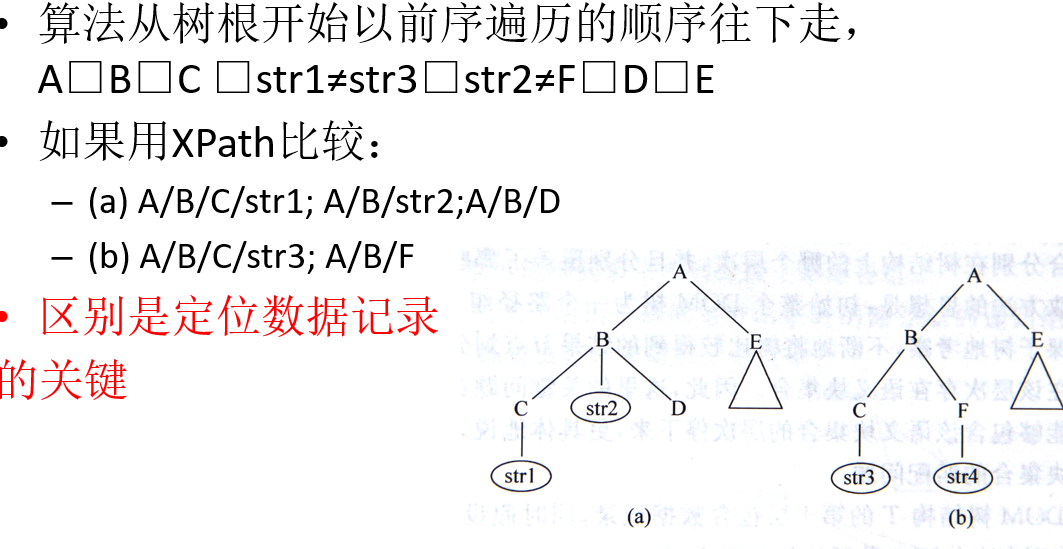 • 算法从树根开始以前序遍历的顺序往下走，
A□B□C □str1≠str3□str2≠F□D□E
• 如果用XPath比较：
– (a) A/B/C/str1; A/B/str2;A/B/D
– (b) A/B/C/str3; A/B/F
• 区别是定位数据记录
的关键
A
B
E
C
str2
D
str1
(a)
A
B
E
C
F
str3
str4
(b)